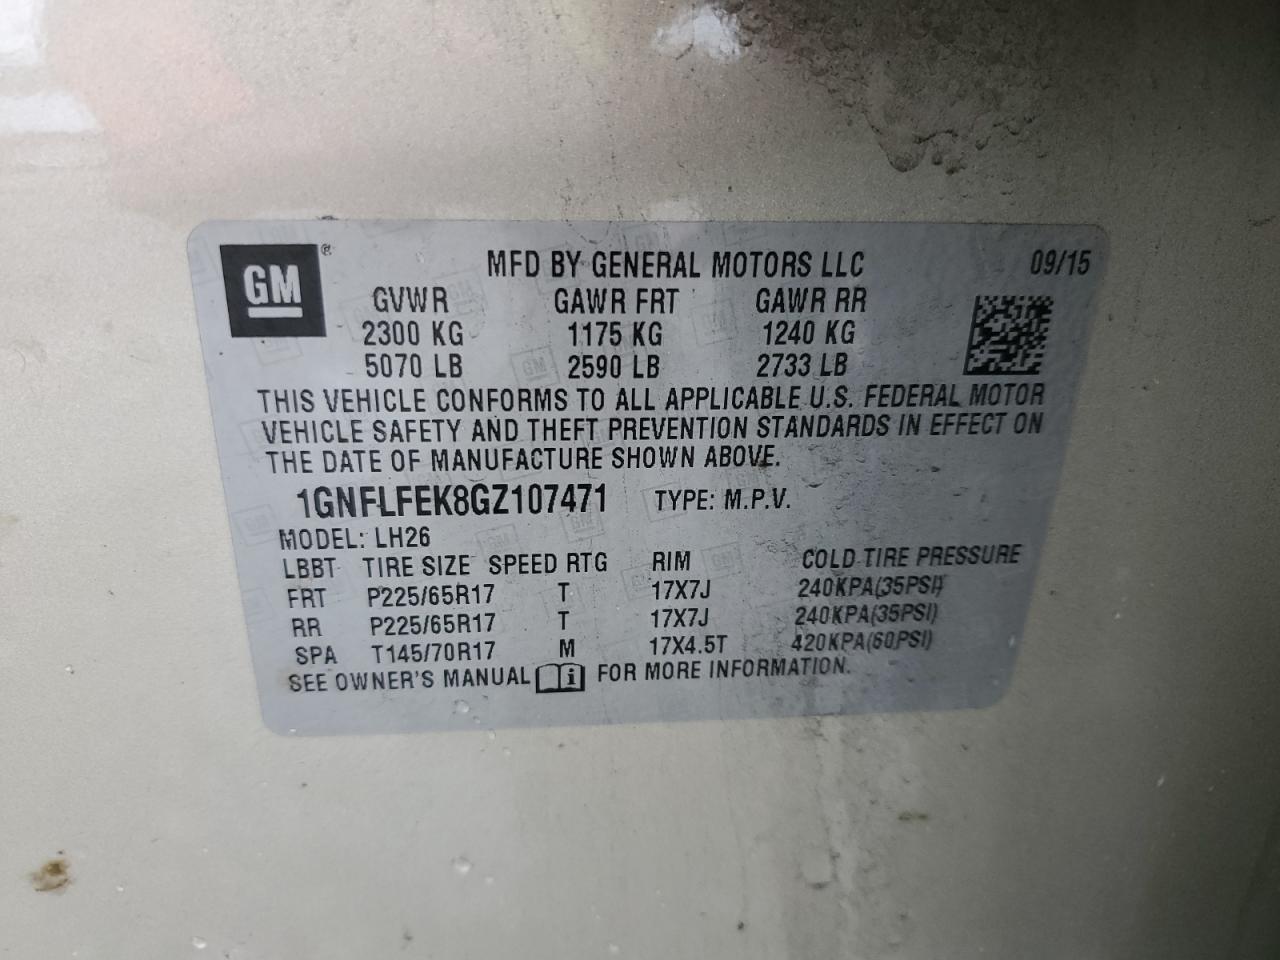 GM ®
MFD BY GENERAL MOTORS LLC 09/15
GVWR GAWR FRT GAWR RR
2300 KG 1175 KG 1240 KG
5070 LB 2590 LB 2733 LB
THIS VEHICLE CONFORMS TO ALL APPLICABLE U.S. FEDERAL MOTOR
VEHICLE SAFETY AND THEFT PREVENTION STANDARDS IN EFFECT ON
THE DATE OF MANUFACTURE SHOWN ABOVE.
1GNFLFEK8GZ107471 TYPE: M.P.V.
MODEL: LH26
LBBT TIRE SIZE SPEED RTG RIM COLD TIRE PRESSURE
FRT P225/65R17 T 17X7J 240KPA(35PSI)
RR P225/65R17 T 17X7J 240KPA(35PSI)
SPA T145/70R17 M 17X4.5T 420KPA(60PSI)
SEE OWNER'S MANUAL i FOR MORE INFORMATION.